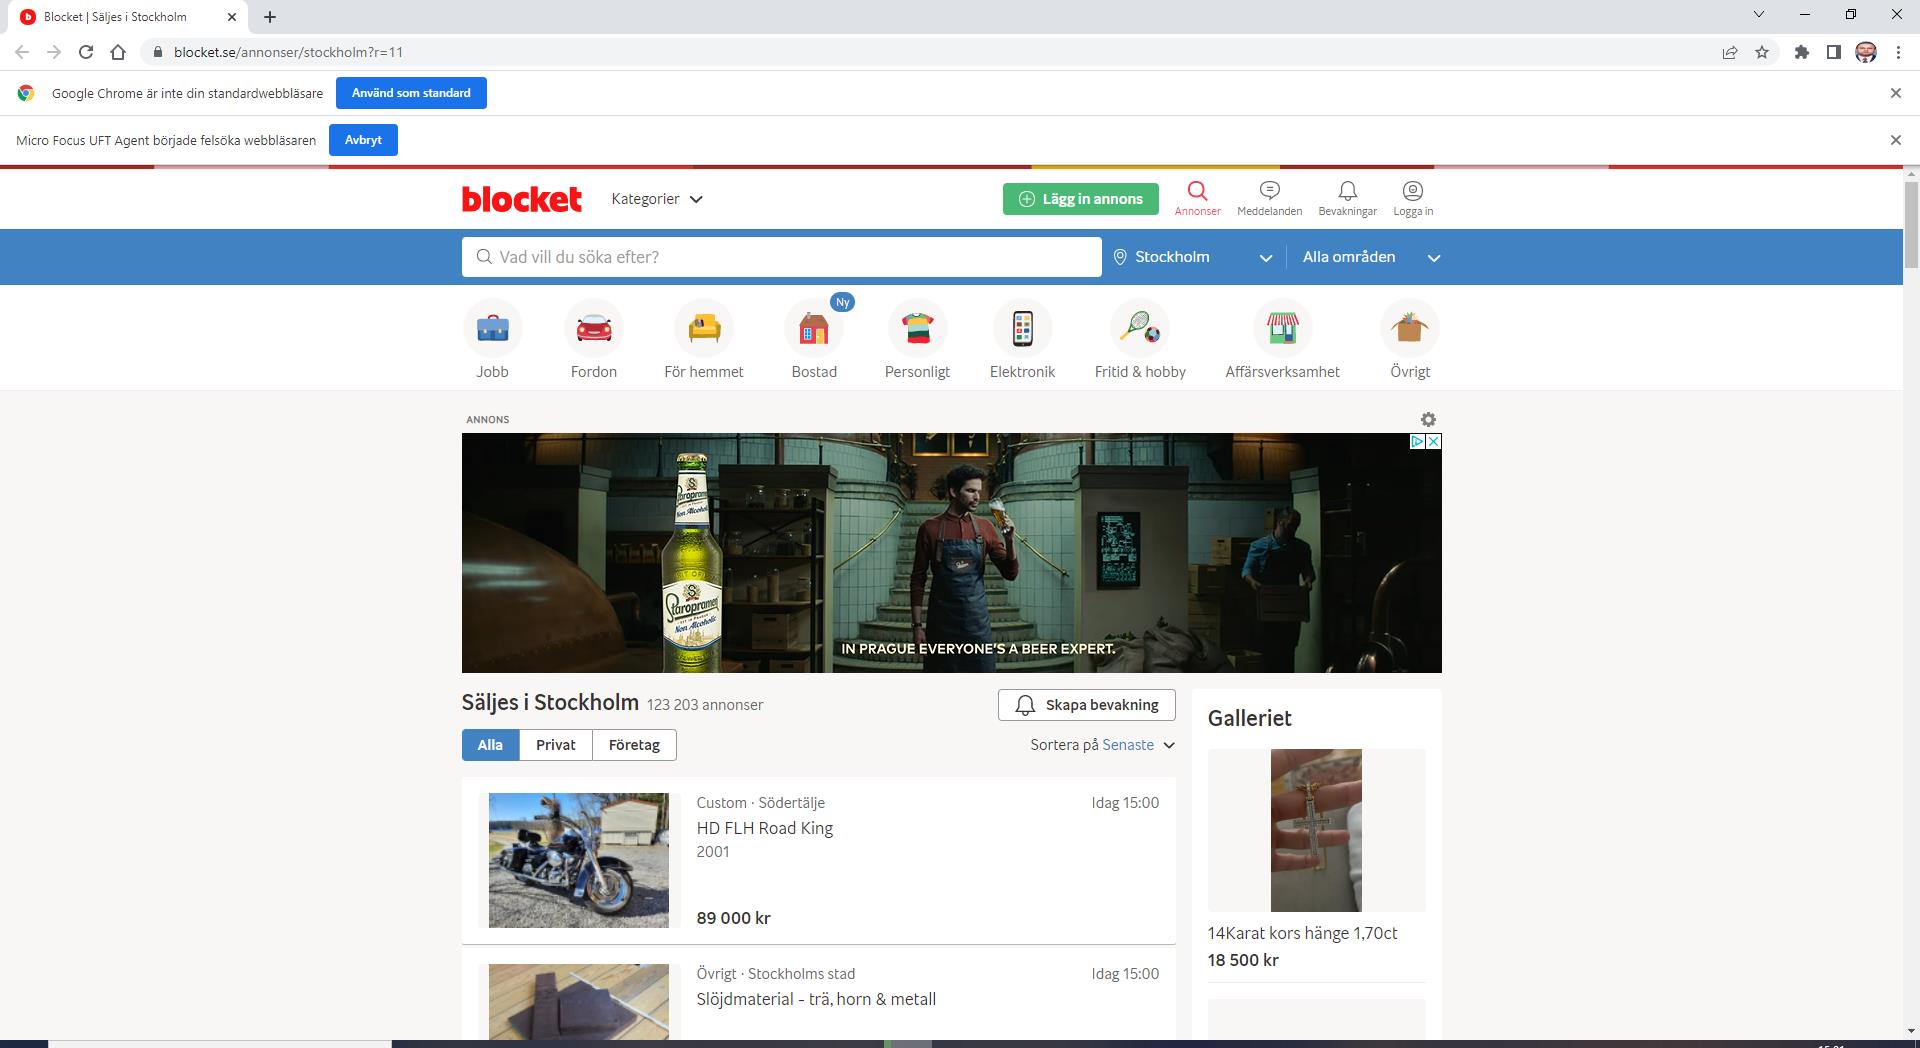 Blocket | Säljes i Stockholm
blocket.se/annonser/stockholm?r=11
Google Chrome är inte din standardwebbläsare Använd som standard
Micro Focus UFT Agent började felsöka webbläsaren Avbryt
blocket Kategorier Lägg in annons Annonser Meddelanden Bevakningar Logga in
Vad vill du söka efter? Stockholm Alla områden
Ny
Jobb Fordon För hemmet Bostad Personligt Elektronik Fritid & hobby Affärsverksamhet Övrigt
ANNONS
Staropramen
Non Alcoholic
Staropramen
Non Alcoholic
IN PRAGUE EVERYONE'S A BEER EXPERT.
Säljes i Stockholm 123 203 annonser Skapa bevakning
Alla Privat Företag Sortera på Senaste
Custom · Södertälje Idag 15:00
HD FLH Road King
2001
89 000 kr
Övrigt · Stockholms stad Idag 15:00
Slöjdmaterial - trä, horn & metall
Galleriet
14Karat kors hänge 1,70ct
18 500 kr